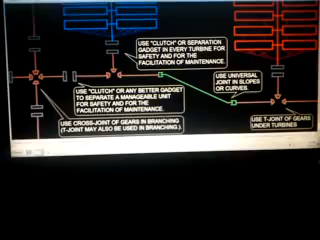 USE "CLUTCH" OR SEPARATION
GADGET IN EVERY TURBINE FOR
SAFETY AND FOR THE
FACILITATION OF MAINTENANCE.
USE UNIVERSAL
JOINT IN SLOPES
OR CURVES.
USE "CLUTCH" OR ANY BETTER GADGET
TO SEPARATE A MANAGEABLE UNIT
FOR SAFETY AND FOR THE
FACILITATION OF MAINTENANCE.
USE CROSS-JOINT OF GEARS IN BRANCHING
(T-JOINT MAY ALSO BE USED IN BRANCHING.).
USE T-JOINT OF GEARS
UNDER TURBINES